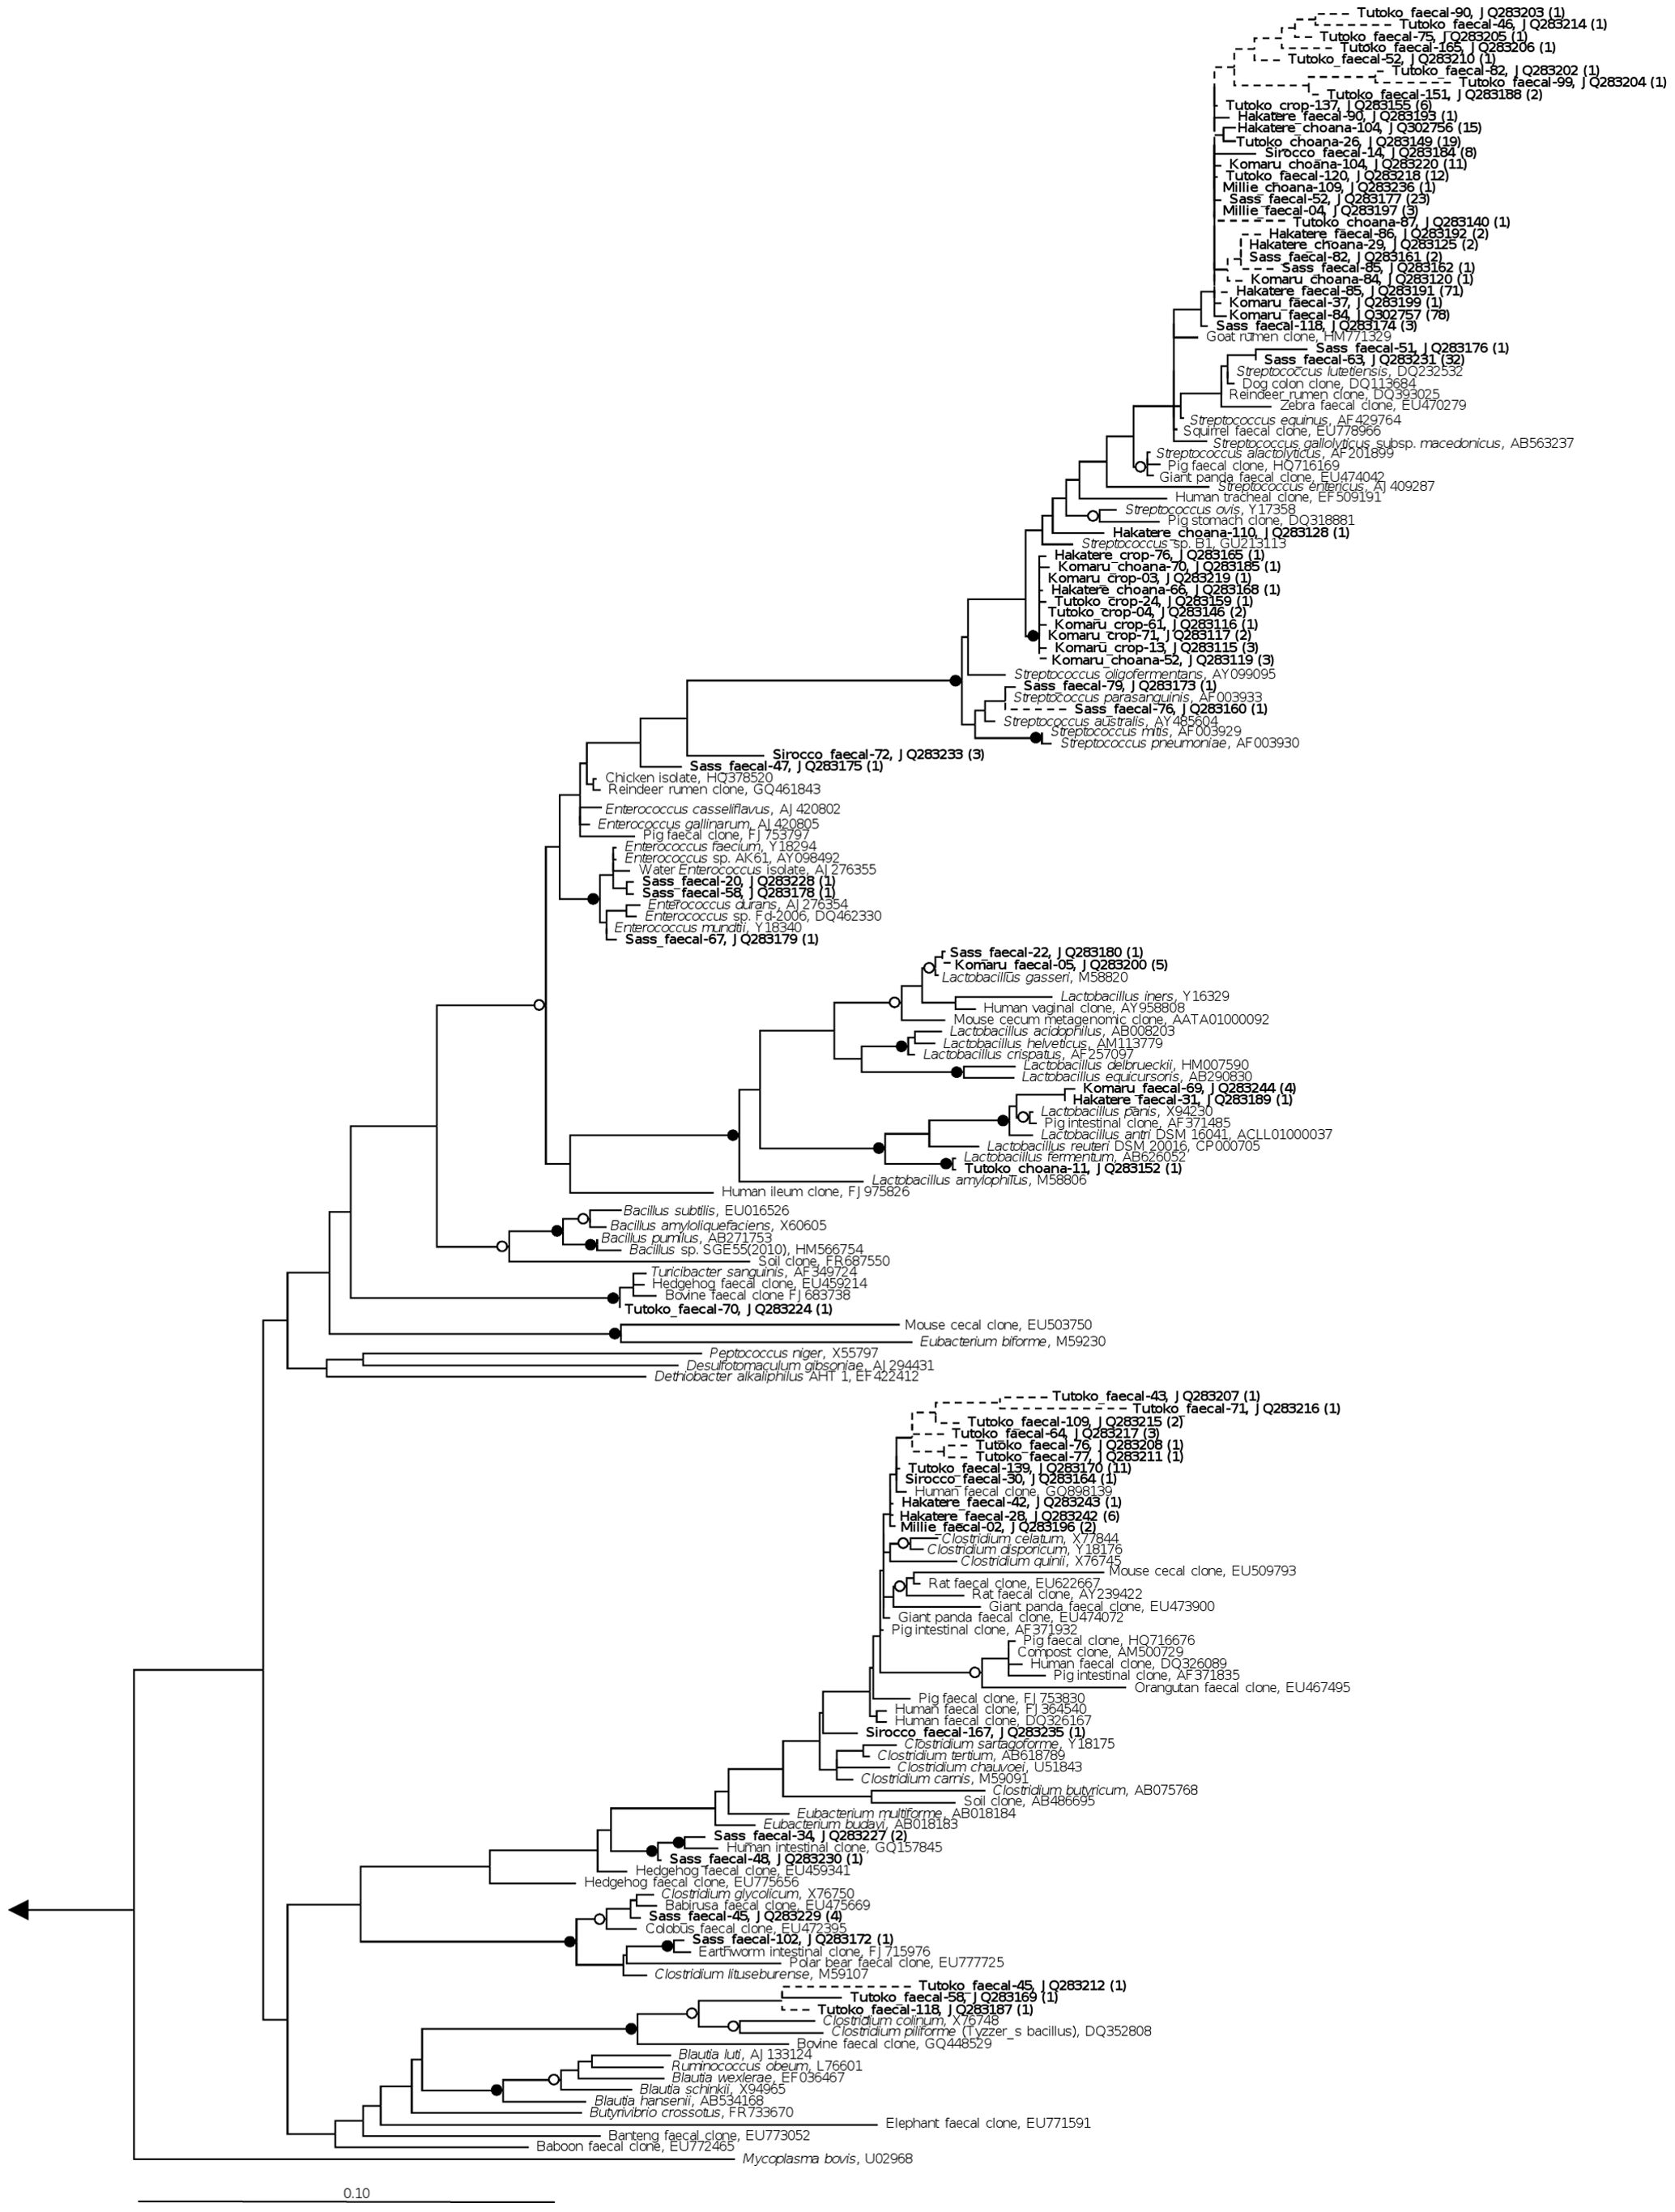 Tutoko_faecal-90, JQ283203 (1)
Tutoko_faecal-46, JQ283214 (1)
Tutoko_faecal-75, JQ283205 (1)
Tutoko_faecal-165, JQ283206 (1)
Tutoko_faecal-52, JQ283210 (1)
Tutoko_faecal-82, JQ283202 (1)
Tutoko_faecal-99, JQ283204 (1)
Tutoko_faecal-151, JQ283188 (2)
Tutoko_crop-137, JQ283155 (6)
Hakatere_faecal-90, JQ283193 (1)
Hakatere_choana-104, JQ302756 (15)
Tutoko_choana-26, JQ283149 (19)
Sirocco_faecal-14, JQ283184 (8)
Komaru_choana-104, JQ283220 (11)
Tutoko_faecal-120, JQ283218 (12)
Millie_choana-109, JQ283236 (1)
Sass_faecal-52, JQ283177 (23)
Millie_faecal-04, JQ283197 (3)
Tutoko_choana-87, JQ283140 (1)
Hakatere_faecal-86, JQ283192 (2)
Hakatere_choana-29, JQ283125 (2)
Sass_faecal-82, JQ283161 (2)
Sass_faecal-85, JQ283162 (1)
Komaru_choana-84, JQ283120 (1)
Hakatere_faecal-85, JQ283191 (71)
Komaru_faecal-37, JQ283199 (1)
Komaru_faecal-84, JQ302757 (78)
Sass_faecal-118, JQ283174 (3)
Goat rumen clone, HM771329
Sass_faecal-51, JQ283176 (1)
Sass_faecal-63, JQ283231 (32)
Streptococcus lutetiensis, DQ232532
Dog colon clone, DQ113684
Reindeer rumen clone, DQ393025
Zebra faecal clone, EU470279
Streptococcus equinus, AF429764
Squirrel faecal clone, EU778966
Streptococcus gallolyticus subsp. macedonicus, AB563237
Streptococcus alactolyticus, AF201899
Pig faecal clone, HQ716169
Giant panda faecal clone, EU474042
Streptococcus entericus, AJ409287
Human tracheal clone, EF509191
Streptococcus ovis, Y17358
Pig stomach clone, DQ318881
Hakatere_choana-110, JQ283128 (1)
Streptococcus sp. B1, GU213113
Hakatere_crop-76, JQ283165 (1)
Komaru_choana-70, JQ283185 (1)
Komaru_crop-03, JQ283219 (1)
Hakatere_choana-66, JQ283168 (1)
Tutoko_crop-24, JQ283159 (1)
Tutoko_crop-04, JQ283146 (2)
Komaru_crop-61, JQ283116 (1)
Komaru_crop-71, JQ283117 (2)
Komaru_crop-13, JQ283115 (3)
Komaru_choana-52, JQ283119 (3)
Streptococcus oligofermentans, AY099095
Sass_faecal-79, JQ283173 (1)
Streptococcus parasanguinis, AF003933
Sass_faecal-76, JQ283160 (1)
Streptococcus australis, AY485604
Streptococcus mitis, AF003929
Streptococcus pneumoniae, AF003930
Sirocco_faecal-72, JQ283233 (3)
Sass_faecal-47, JQ283175 (1)
Chicken isolate, HQ378520
Reindeer rumen clone, GQ461843
Enterococcus casseliflavus, AJ420802
Enterococcus gallinarum, AJ420805
Pig faecal clone, FJ753797
Enterococcus faecium, Y18294
Enterococcus sp. AK61, AY098492
Water Enterococcus isolate, AJ276355
Sass_faecal-20, JQ283228 (1)
Sass_faecal-58, JQ283178 (1)
Enterococcus durans, AJ276354
Enterococcus sp. Fd-2006, DQ462330
Enterococcus mundtii, Y18340
Sass_faecal-67, JQ283179 (1)
Sass_faecal-22, JQ283180 (1)
Komaru_faecal-05, JQ283200 (5)
Lactobacillus gasseri, M58820
Lactobacillus iners, Y16329
Human vaginal clone, AY958808
Mouse cecum metagenomic clone, AATA01000092
Lactobacillus acidophilus, AB008203
Lactobacillus helveticus, AM113779
Lactobacillus crispatus, AF257097
Lactobacillus delbrueckii, HM007590
Lactobacillus equicursoris, AB290830
Komaru_faecal-69, JQ283244 (4)
Hakatere_faecal-31, JQ283189 (1)
Lactobacillus panis, X94230
Pig intestinal clone, AF371485
Lactobacillus antri DSM 16041, ACLL01000037
Lactobacillus reuteri DSM 20016, CP000705
Lactobacillus fermentum, AB626052
Tutoko_choana-11, JQ283152 (1)
Lactobacillus amylophilus, M58806
Human ileum clone, FJ975826
Bacillus subtilis, EU016526
Bacillus amyloliquefaciens, X60605
Bacillus pumilus, AB271753
Bacillus sp. SGE55(2010), HM566754
Soil clone, FR687550
Turicibacter sanguinis, AF349724
Hedgehog faecal clone, EU459214
Bovine faecal clone FJ683738
Tutoko_faecal-70, JQ283224 (1)
Mouse cecal clone, EU503750
Eubacterium biforme, M59230
Peptococcus niger, X55797
Desulfotomaculum gibsoniae, AJ294431
Dethiobacter alkaliphilus AHT 1, EF422412
Tutoko_faecal-43, JQ283207 (1)
Tutoko_faecal-71, JQ283216 (1)
Tutoko_faecal-109, JQ283215 (2)
Tutoko_faecal-64, JQ283217 (3)
Tutoko_faecal-76, JQ283208 (1)
Tutoko_faecal-77, JQ283211 (1)
Tutoko_faecal-139, JQ283170 (11)
Sirocco_faecal-30, JQ283164 (1)
Human faecal clone, GQ898139
Hakatere_faecal-42, JQ283243 (1)
Hakatere_faecal-28, JQ283242 (6)
Millie_faecal-02, JQ283196 (2)
Clostridium celatum, X77844
Clostridium disporicum, Y18176
Clostridium quinii, X76745
Mouse cecal clone, EU509793
Rat faecal clone, EU622667
Rat faecal clone, AY239422
Giant panda faecal clone, EU473900
Giant panda faecal clone, EU474072
Pig intestinal clone, AF371932
Pig faecal clone, HQ716676
Compost clone, AM500729
Human faecal clone, DQ326089
Pig intestinal clone, AF371835
Orangutan faecal clone, EU467495
Pig faecal clone, FJ753830
Human faecal clone, FJ364540
Human faecal clone, DQ326167
Sirocco_faecal-167, JQ283235 (1)
Clostridium sartagoforme, Y18175
Clostridium tertium, AB618789
Clostridium chauvoei, U51843
Clostridium carnis, M59091
Clostridium butyricum, AB075768
Soil clone, AB486695
Eubacterium multiforme, AB018184
Eubacterium budayi, AB018183
Sass_faecal-34, JQ283227 (2)
Human intestinal clone, GQ157845
Sass_faecal-48, JQ283230 (1)
Hedgehog faecal clone, EU459341
Hedgehog faecal clone, EU775656
Clostridium glycolicum, X76750
Babirusa faecal clone, EU475669
Sass_faecal-45, JQ283229 (4)
Colobus faecal clone, EU472395
Sass_faecal-102, JQ283172 (1)
Earthworm intestinal clone, FJ715976
Polar bear faecal clone, EU777725
Clostridium lituseburense, M59107
Tutoko_faecal-45, JQ283212 (1)
Tutoko_faecal-58, JQ283169 (1)
Tutoko_faecal-118, JQ283187 (1)
Clostridium colinum, X76748
Clostridium piliforme (Tyzzer_s bacillus), DQ352808
Bovine faecal clone, GQ448529
Blautia luti, AJ133124
Ruminococcus obeum, L76601
Blautia wexlerae, EF036467
Blautia schinkii, X94965
Blautia hansenii, AB534168
Butyrivibrio crossotus, FR733670
Elephant faecal clone, EU771591
Banteng faecal clone, EU773052
Baboon faecal clone, EU772465
Mycoplasma bovis, U02968
0.10